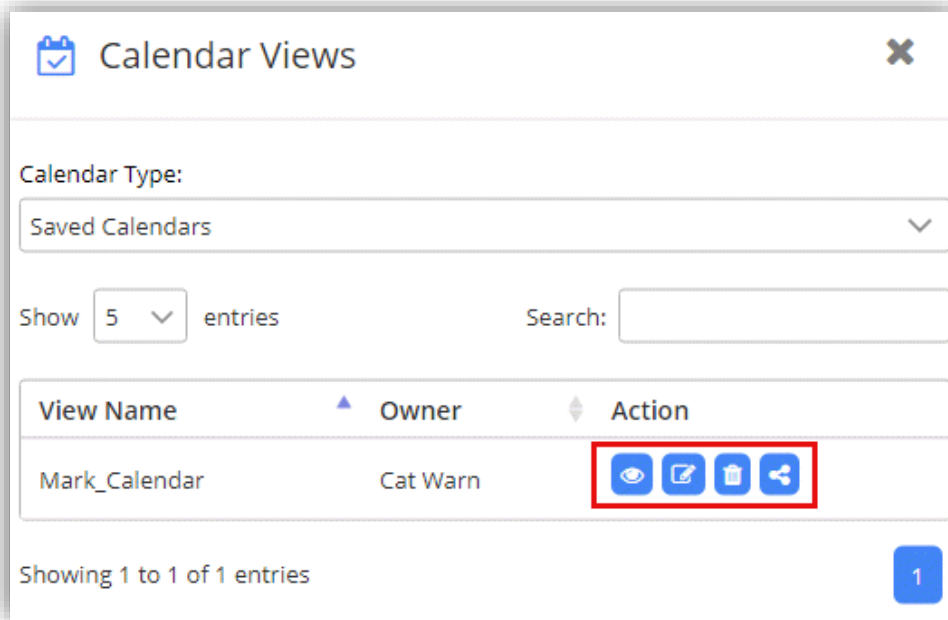 Calendar Views
Calendar Type:
Saved Calendars
Show 5 entries Search:
View Name Owner Action
Mark_Calendar Cat Warn
Showing 1 to 1 of 1 entries 1